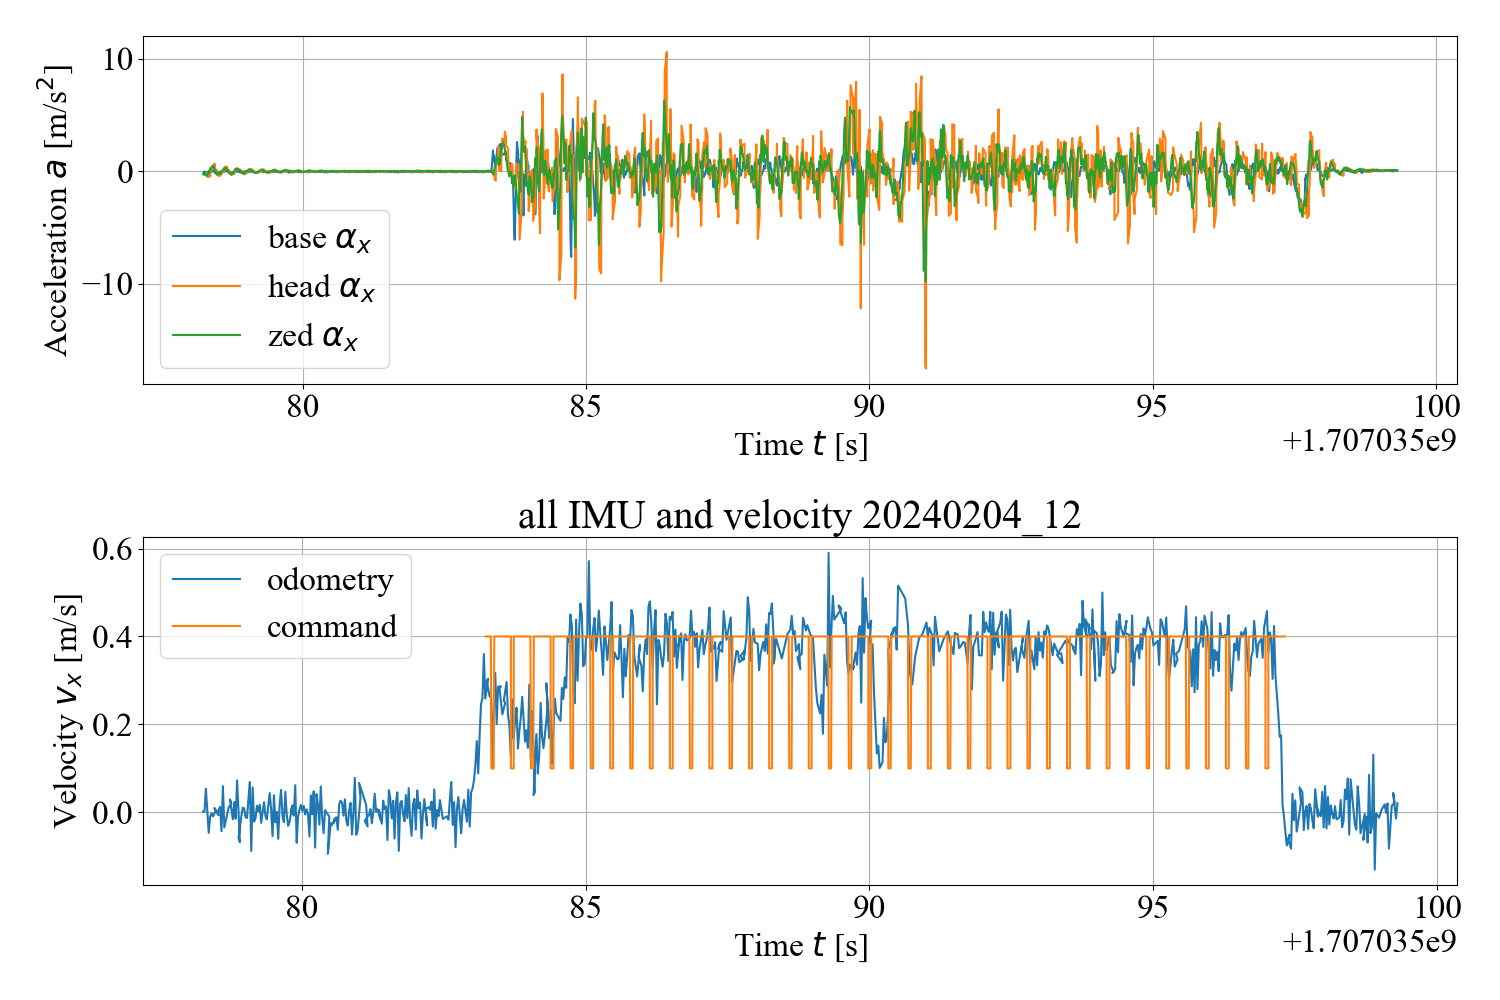 10
0
−10
Acceleration a [m/s²]
base αₓ
head αₓ
zed αₓ
80 85 90 95 100
Time t [s]
+1.707035e9
all IMU and velocity 20240204_12
0.6
0.4
0.2
0.0
Velocity vₓ [m/s]
odometry
command
80 85 90 95 100
Time t [s]
+1.707035e9